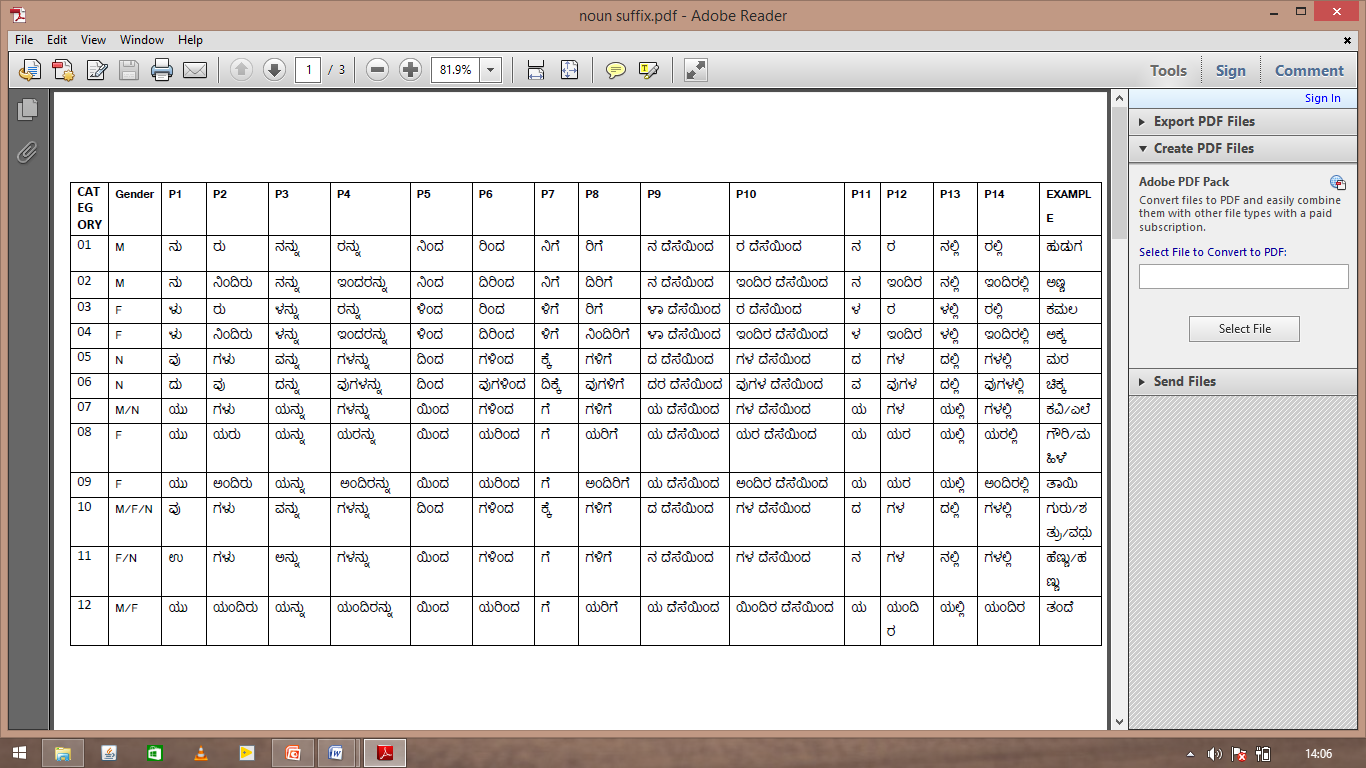 noun suffix.pdf - Adobe Reader
File Edit View Window Help
1 / 3 81.9% Tools Sign Comment
Sign In
Export PDF Files
Create PDF Files
Adobe PDF Pack
Convert files to PDF and easily combine
them with other file types with a paid
subscription.
Select File to Convert to PDF:
Select File
Send Files
CAT Gender P1 P2 P3 P4 P5 P6 P7 P8 P9 P10 P11 P12 P13 P14 EXAMPL
EG E
ORY
01 M ನು ರು ನನ್ನು ರನ್ನು ನಿಂದ ರಿಂದ ನಿಗೆ ರಿಗೆ ನ ದೆಸೆಯಿಂದ ರ ದೆಸೆಯಿಂದ ನ ರ ನಲ್ಲಿ ರಲ್ಲಿ ಹುಡುಗ
02 M ನು ನಿಂದಿರು ನನ್ನು ಇಂದರನ್ನು ನಿಂದ ದಿರಿಂದ ನಿಗೆ ದಿರಿಗೆ ನ ದೆಸೆಯಿಂದ ಇಂದಿರ ದೆಸೆಯಿಂದ ನ ಇಂದಿರ ನಲ್ಲಿ ಇಂದಿರಲ್ಲಿ ಅಣ್ಣ
03 F ಳು ರು ಳನ್ನು ರನ್ನು ಳಿಂದ ರಿಂದ ಳಿಗೆ ರಿಗೆ ಳಾ ದೆಸೆಯಿಂದ ರ ದೆಸೆಯಿಂದ ಳ ರ ಳಲ್ಲಿ ರಲ್ಲಿ ಕಮಲ
04 F ಳು ನಿಂದಿರು ಳನ್ನು ಇಂದರನ್ನು ಳಿಂದ ದಿರಿಂದ ಳಿಗೆ ನಿಂದಿರಿಗೆ ಳಾ ದೆಸೆಯಿಂದ ಇಂದಿರ ದೆಸೆಯಿಂದ ಳ ಇಂದಿರ ಳಲ್ಲಿ ಇಂದಿರಲ್ಲಿ ಅಕ್ಕ
05 N ವು ಗಳು ವನ್ನು ಗಳನ್ನು ದಿಂದ ಗಳಿಂದ ಕ್ಕೆ ಗಳಿಗೆ ದ ದೆಸೆಯಿಂದ ಗಳ ದೆಸೆಯಿಂದ ದ ಗಳ ದಲ್ಲಿ ಗಳಲ್ಲಿ ಮರ
06 N ದು ವು ದನ್ನು ವುಗಳನ್ನು ದಿಂದ ವುಗಳಿಂದ ದಿಕ್ಕೆ ವುಗಳಿಗೆ ದರ ದೆಸೆಯಿಂದ ವುಗಳ ದೆಸೆಯಿಂದ ವ ವುಗಳ ದಲ್ಲಿ ವುಗಳಲ್ಲಿ ಚಿಕ್ಕ
07 M/N ಯು ಗಳು ಯನ್ನು ಗಳನ್ನು ಯಿಂದ ಗಳಿಂದ ಗೆ ಗಳಿಗೆ ಯ ದೆಸೆಯಿಂದ ಗಳ ದೆಸೆಯಿಂದ ಯ ಗಳ ಯಲ್ಲಿ ಗಳಲ್ಲಿ ಕವಿ/ಎಲೆ
08 F ಯು ಯರು ಯನ್ನು ಯರನ್ನು ಯಿಂದ ಯರಿಂದ ಗೆ ಯರಿಗೆ ಯ ದೆಸೆಯಿಂದ ಯರ ದೆಸೆಯಿಂದ ಯ ಯರ ಯಲ್ಲಿ ಯರಲ್ಲಿ ಗೌರಿ/ಮ
ಹಿಳೆ
09 F ಯು ಅಂದಿರು ಯನ್ನು ಅಂದಿರನ್ನು ಯಿಂದ ಯರಿಂದ ಗೆ ಅಂದಿರಿಗೆ ಯ ದೆಸೆಯಿಂದ ಅಂದಿರ ದೆಸೆಯಿಂದ ಯ ಯರ ಯಲ್ಲಿ ಅಂದಿರಲ್ಲಿ ತಾಯಿ
10 M/F/N ವು ಗಳು ವನ್ನು ಗಳನ್ನು ದಿಂದ ಗಳಿಂದ ಕ್ಕೆ ಗಳಿಗೆ ದ ದೆಸೆಯಿಂದ ಗಳ ದೆಸೆಯಿಂದ ದ ಗಳ ದಲ್ಲಿ ಗಳಲ್ಲಿ ಗುರು/ಶ
ತ್ರು/ವಧು
11 F/N ಉ ಗಳು ಅನ್ನು ಗಳನ್ನು ಯಿಂದ ಗಳಿಂದ ಗೆ ಗಳಿಗೆ ನ ದೆಸೆಯಿಂದ ಗಳ ದೆಸೆಯಿಂದ ನ ಗಳ ನಲ್ಲಿ ಗಳಲ್ಲಿ ಹೆಣ್ಣು/ಹ
ಣ್ಣು
12 M/F ಯು ಯಂದಿರು ಯನ್ನು ಯಂದಿರನ್ನು ಯಿಂದ ಯರಿಂದ ಗೆ ಯರಿಗೆ ಯ ದೆಸೆಯಿಂದ ಯಿಂದಿರ ದೆಸೆಯಿಂದ ಯ ಯಂದಿ ಯಲ್ಲಿ ಯಂದಿರ ತಂದೆ
ರ
14:06